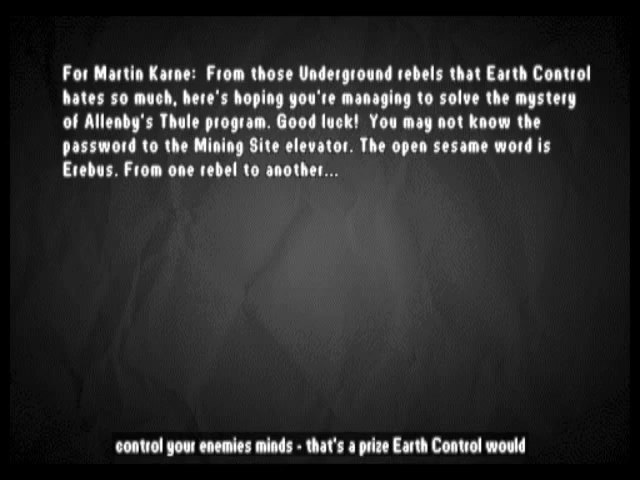 For Martin Karne:  From those Underground rebels that Earth Control
hates so much, here's hoping you're managing to solve the mystery
of Allenby's Thule program. Good luck!  You may not know the
password to the Mining Site elevator. The open sesame word is
Erebus. From one rebel to another...
control your enemies minds - that's a prize Earth Control would